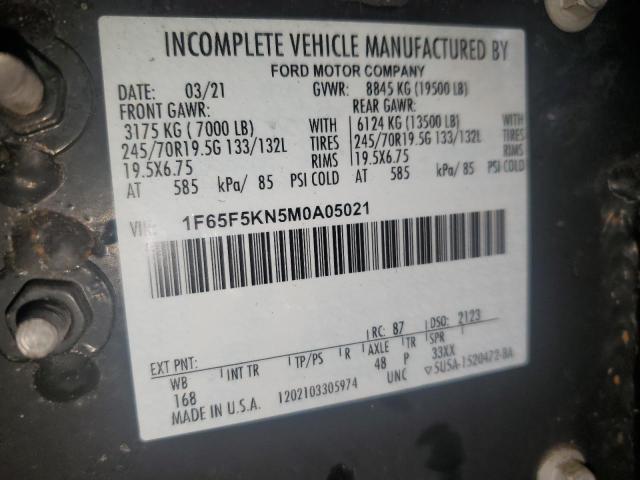 INCOMPLETE VEHICLE MANUFACTURED BY
FORD MOTOR COMPANY
DATE: 03/21 GVWR: 8845 KG (19500 LB)
FRONT GAWR: REAR GAWR:
3175 KG (7000 LB) WITH 6124 KG (13500 LB) WITH
245/70R19.5G 133/132L TIRES 245/70R19.5G 133/132L TIRES
19.5X6.75 RIMS 19.5X6.75 RIMS
AT 585 kPa/ 85 PSI COLD AT 585 kPa/ 85 PSI COLD
VIN: 1F65F5KN5M0A05021
RC: 87 DSO: 2123
EXT PNT:
WB INT TR TP/PS R AXLE TR SPR
168 48 P 33XX
MADE IN U.S.A. 1202103305974 UNC ▽5U5A-1520472-BA